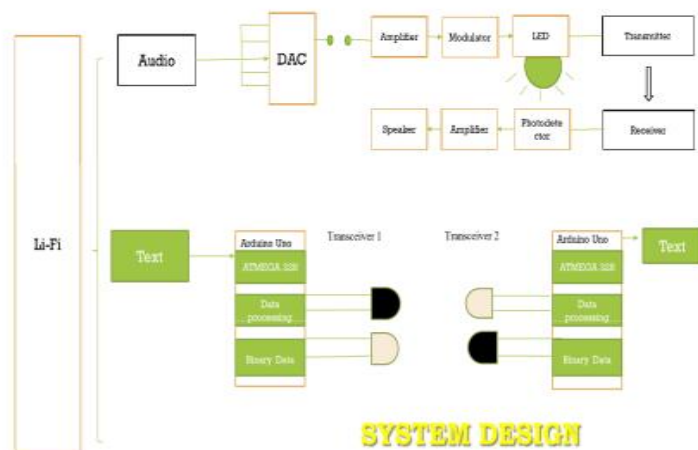 Li-Fi
Audio
DAC
Amplifier
Modulator
LED
Transmitter
Speaker
Amplifier
Photodete
ctor
Receiver
Text
Arduino Uno
ATMEGA 328
Data
processing
Binary Data
Transceiver 1
Transceiver 2
Arduino Uno
ATMEGA 328
Data
processing
Binary Data
Text
SYSTEM DESIGN